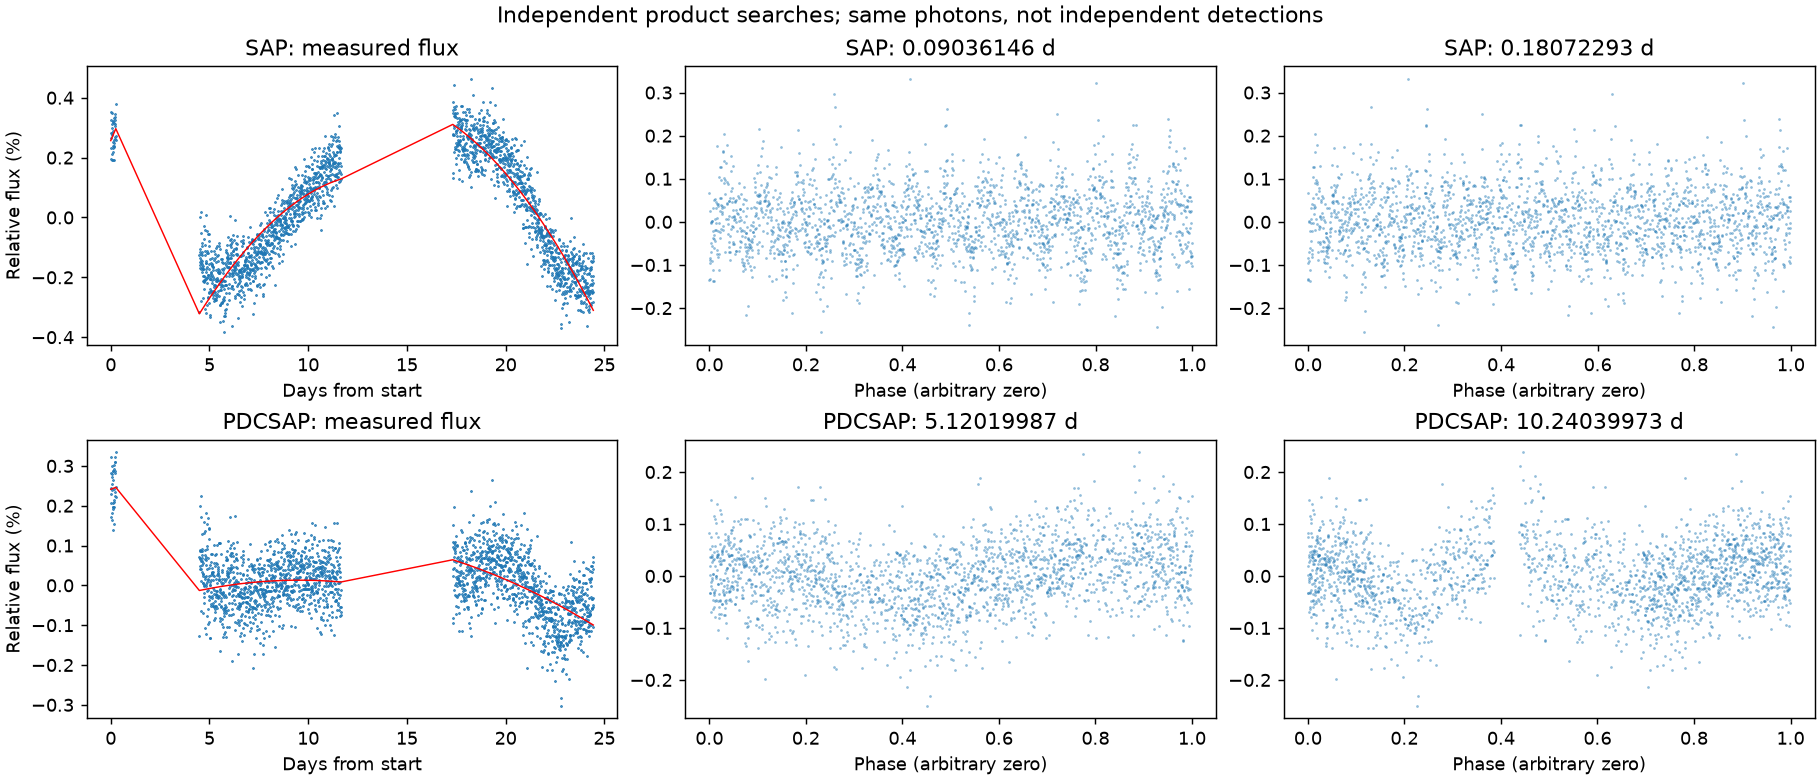 Independent product searches; same photons, not independent detections
SAP: measured flux
Relative flux (%)
0.4
0.2
0.0
−0.2
−0.4
0 5 10 15 20 25
Days from start
SAP: 0.09036146 d
0.3
0.2
0.1
0.0
−0.1
−0.2
0.0 0.2 0.4 0.6 0.8 1.0
Phase (arbitrary zero)
SAP: 0.18072293 d
0.3
0.2
0.1
0.0
−0.1
−0.2
0.0 0.2 0.4 0.6 0.8 1.0
Phase (arbitrary zero)
PDCSAP: measured flux
Relative flux (%)
0.3
0.2
0.1
0.0
−0.1
−0.2
−0.3
0 5 10 15 20 25
Days from start
PDCSAP: 5.12019987 d
0.2
0.1
0.0
−0.1
−0.2
0.0 0.2 0.4 0.6 0.8 1.0
Phase (arbitrary zero)
PDCSAP: 10.24039973 d
0.2
0.1
0.0
−0.1
−0.2
0.0 0.2 0.4 0.6 0.8 1.0
Phase (arbitrary zero)